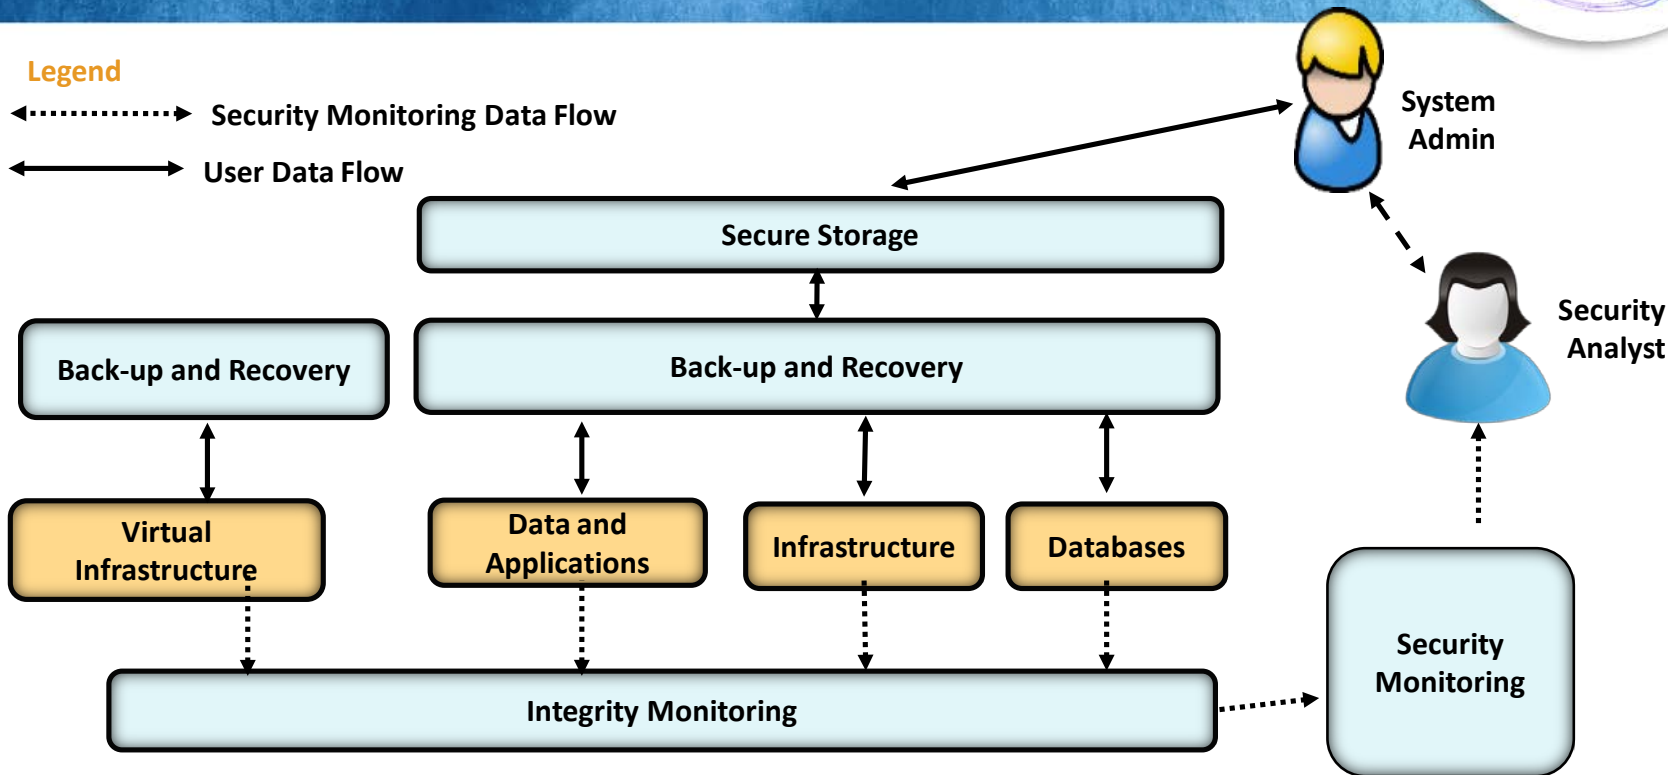 Legend
Security Monitoring Data Flow
User Data Flow
System
Admin
Secure Storage
Security
Analyst
Back-up and Recovery
Back-up and Recovery
Virtual
Infrastructure
Data and
Applications
Infrastructure
Databases
Security
Monitoring
Integrity Monitoring